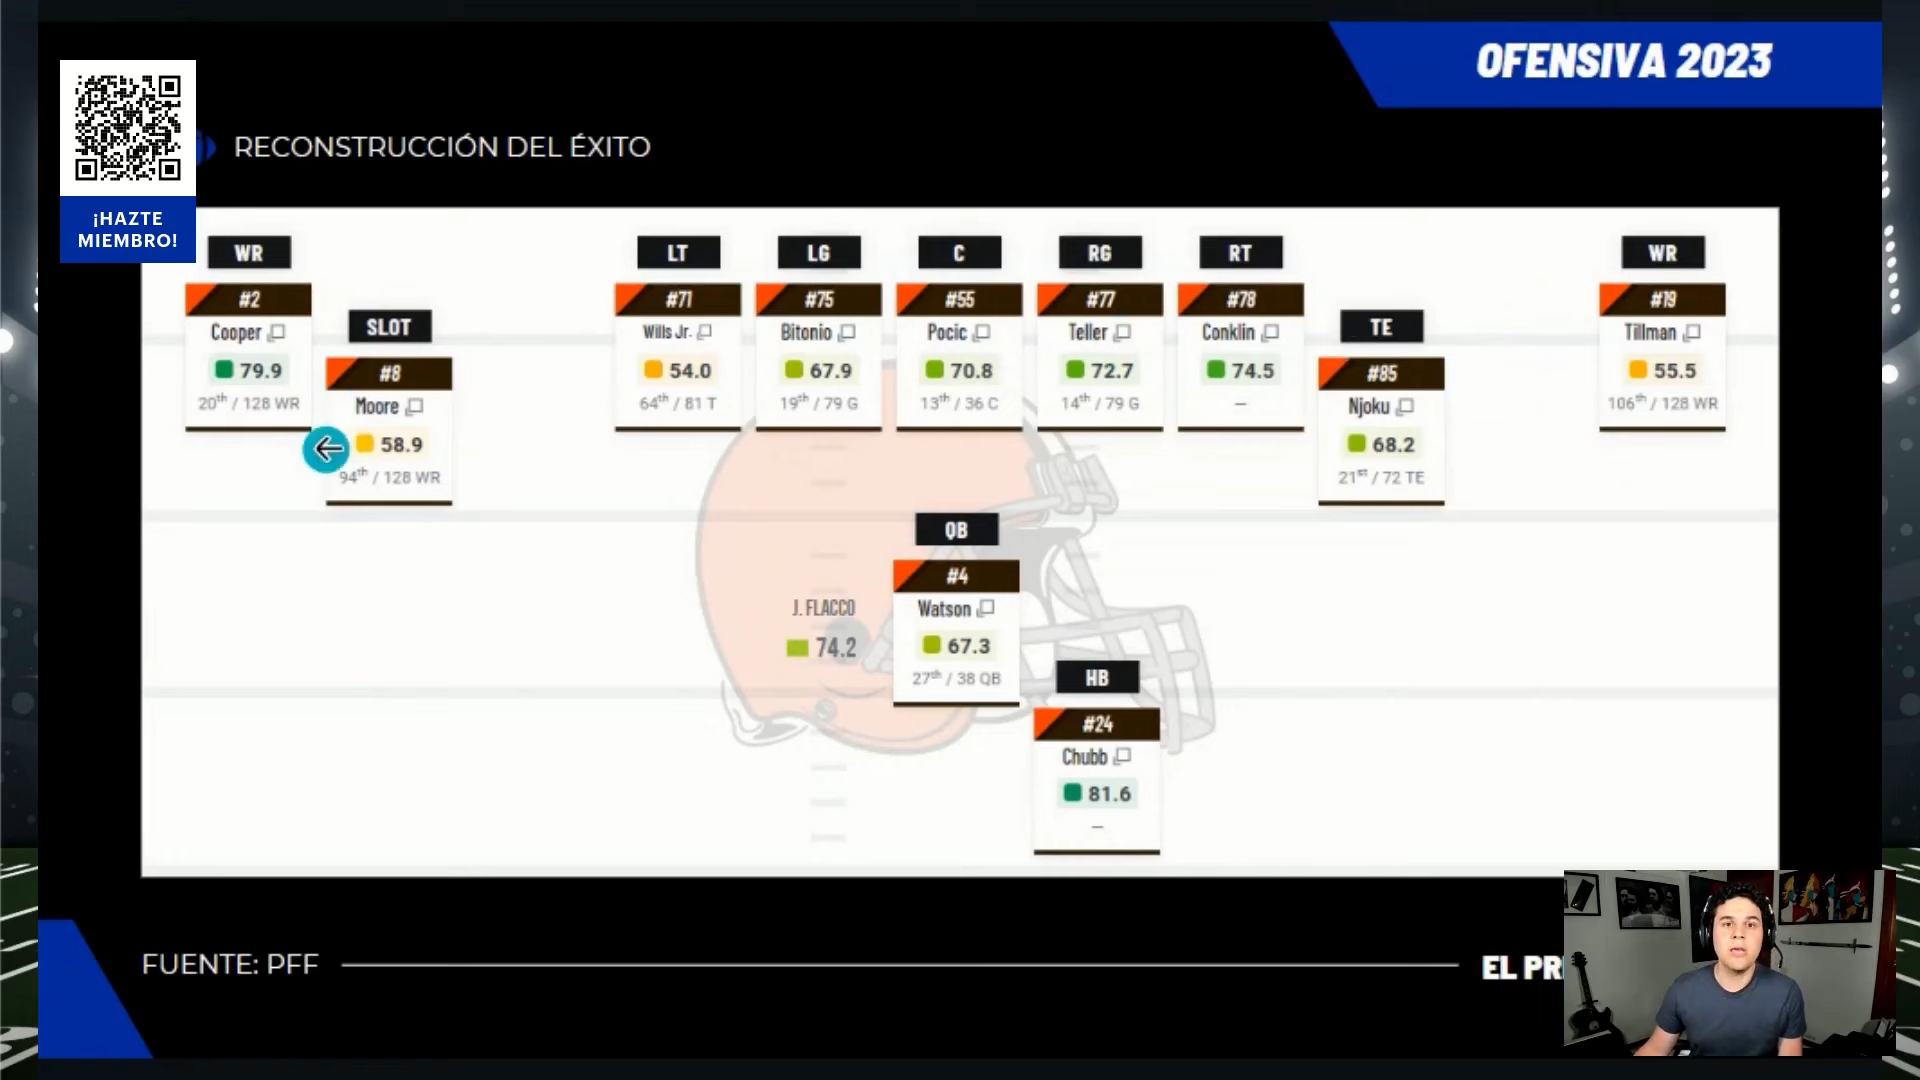 OFENSIVA 2023
¡HAZTE
MIEMBRO!
RECONSTRUCCIÓN DEL ÉXITO
WR
#2
Cooper
79.9
20th / 128 WR
SLOT
#8
Moore
58.9
94th / 128 WR
LT
#71
Wills Jr.
54.0
64th / 81 T
LG
#75
Bitonio
67.9
19th / 79 G
C
#55
Pocic
70.8
13th / 36 C
RG
#77
Teller
72.7
14th / 79 G
RT
#78
Conklin
74.5
–
TE
#85
Njoku
68.2
21st / 72 TE
WR
#19
Tillman
55.5
106th / 128 WR
J. FLACCO
74.2
QB
#4
Watson
67.3
27th / 38 QB
HB
#24
Chubb
81.6
–
FUENTE: PFF
EL PR